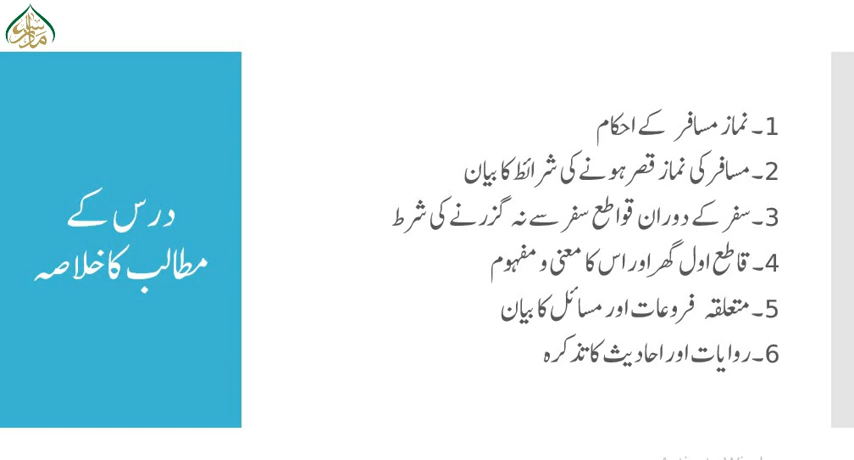 درس کے
مطالب کا خلاصہ
1۔نماز مسافر کے احکام
2۔مسافر کی نماز قصر ہونے کی شرائط کا بیان
3۔سفر کے دوران قواطع سفر سے نہ گزرنے کی شرط
4۔ قاطع اول گھر اور اس کا معنی و مفہوم
5۔متعلقہ فروعات اور مسائل کا بیان
6۔روایات اور احادیث کا تذکرہ